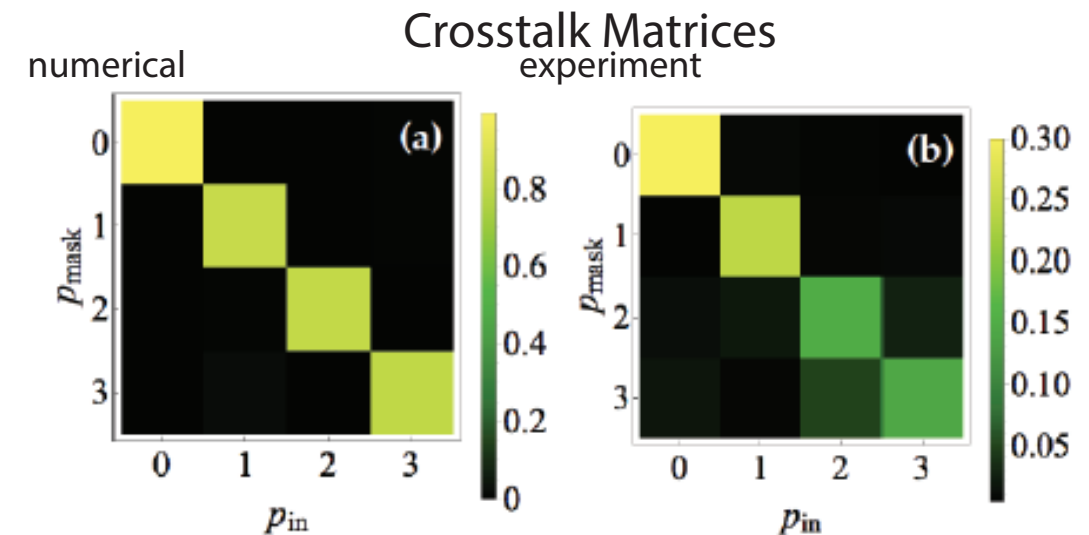 Crosstalk Matrices
numerical
experiment
(a)
0
1
2
3
p_mask
0 1 2 3
p_in
0.8
0.6
0.4
0.2
0
(b)
0
1
2
3
p_mask
0 1 2 3
p_in
0.30
0.25
0.20
0.15
0.10
0.05